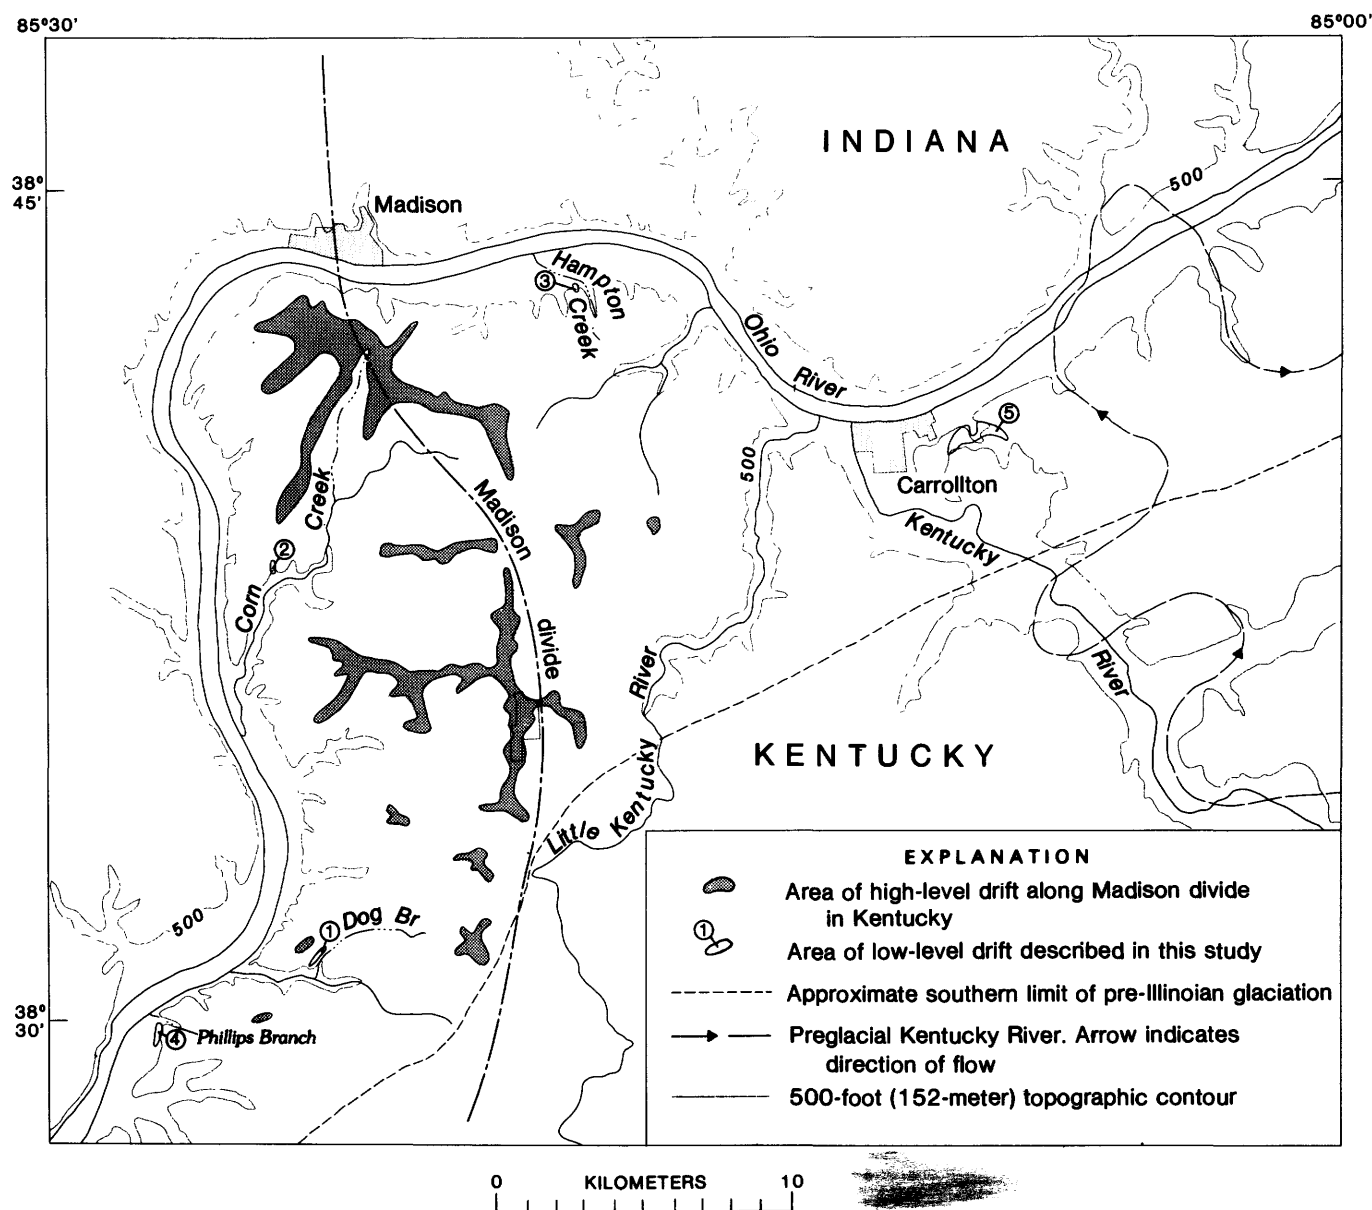 85°30'
85°00'
INDIANA
38°
45'
500
Madison
Hampton
Creek
③
Ohio
River
⑤
500
Carrollton
Creek
Madison
Kentucky
②
Corn
divide
River
River
KENTUCKY
Little Kentucky
500
① Dog Br
38°
30'
④ Phillips Branch
EXPLANATION
Area of high-level drift along Madison divide
in Kentucky
①
Area of low-level drift described in this study
Approximate southern limit of pre-Illinoian glaciation
Preglacial Kentucky River. Arrow indicates
direction of flow
500-foot (152-meter) topographic contour
0 KILOMETERS 10